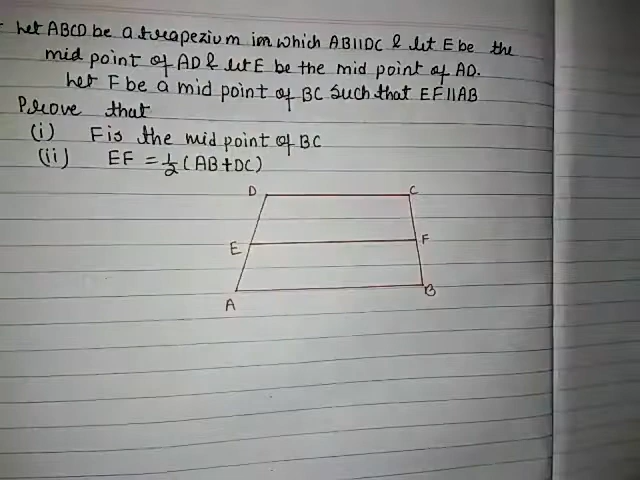 Let ABCD be a trapezium in which AB||DC & let E be the
mid point of AD & let E be the mid point of AD.
Let F be a mid point of BC such that EF||AB
Prove that
(i) F is the mid point of BC
(ii) EF = 1/2 (AB+DC)
D C
E F
A B